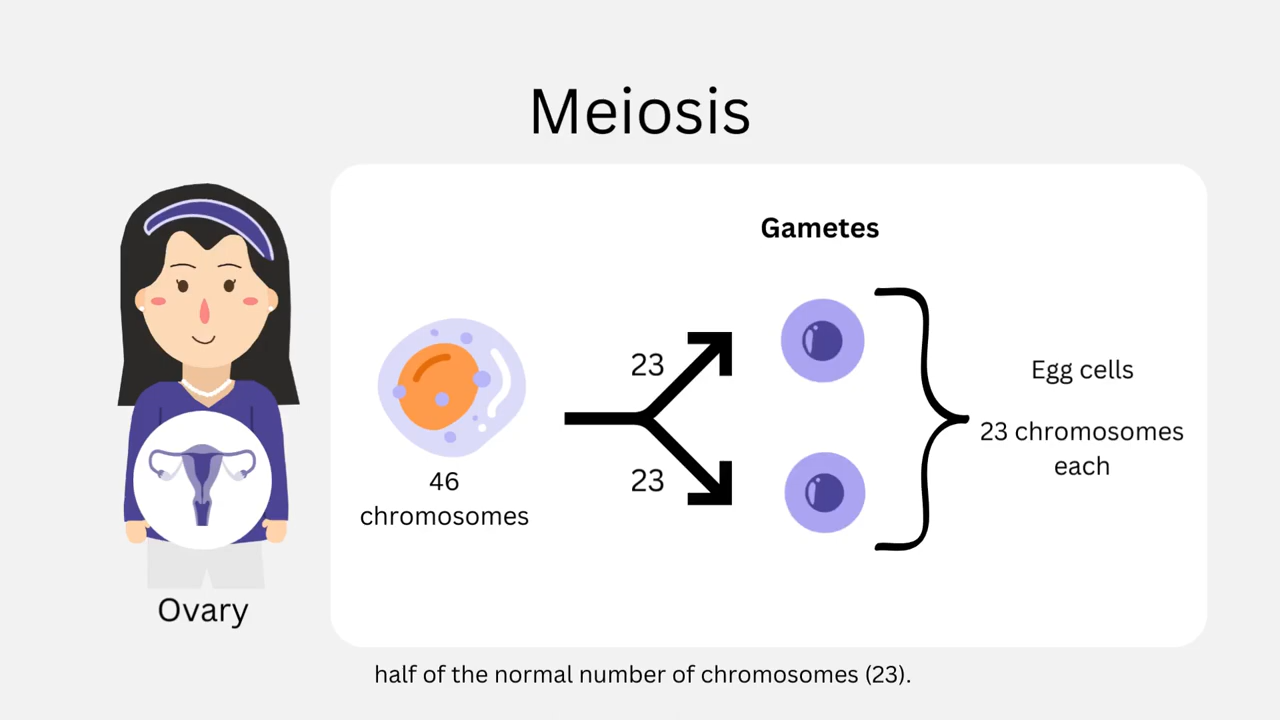 Meiosis
Gametes
23
23
46
chromosomes
Egg cells
23 chromosomes
each
Ovary
half of the normal number of chromosomes (23).